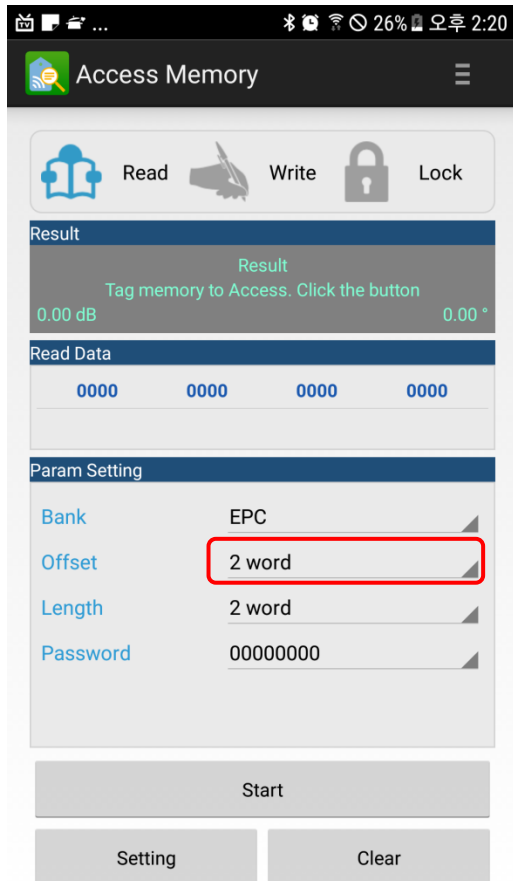 ... 26% 오후 2:20
Access Memory
Read Write Lock
Result
Result
Tag memory to Access. Click the button
0.00 dB 0.00 °
Read Data
0000 0000 0000 0000
Param Setting
Bank EPC
Offset 2 word
Length 2 word
Password 00000000
Start
Setting Clear